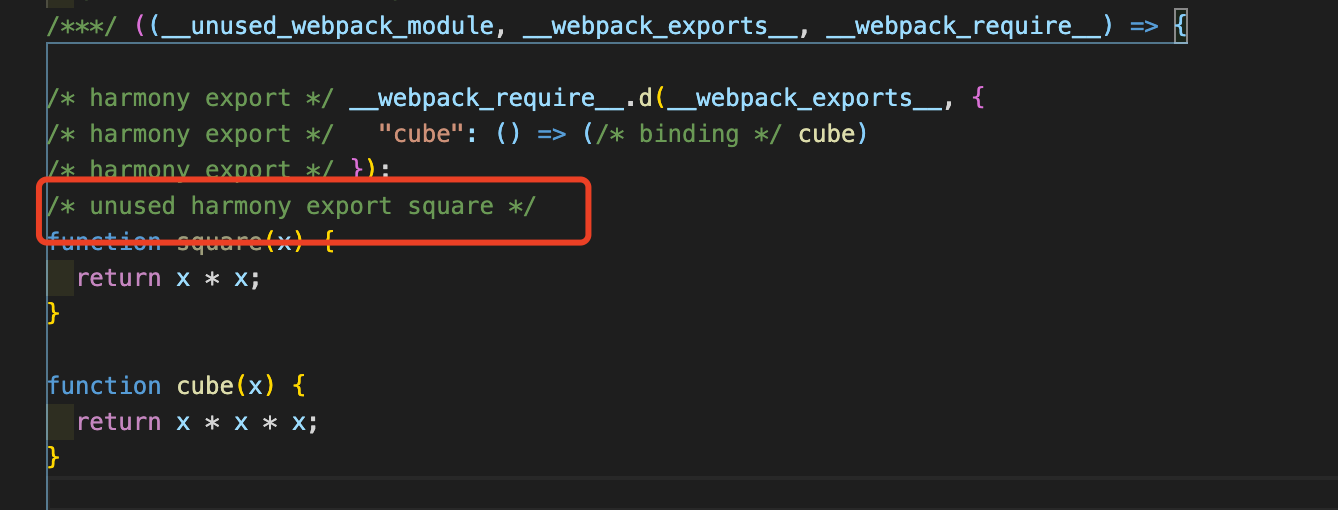 /***/ ((__unused_webpack_module, __webpack_exports__, __webpack_require__) => {
/* harmony export */ __webpack_require__.d(__webpack_exports__, {
/* harmony export */   "cube": () => (/* binding */ cube)
/* harmony export */ });
/* unused harmony export square */
function square(x) {
  return x * x;
}
function cube(x) {
  return x * x * x;
}